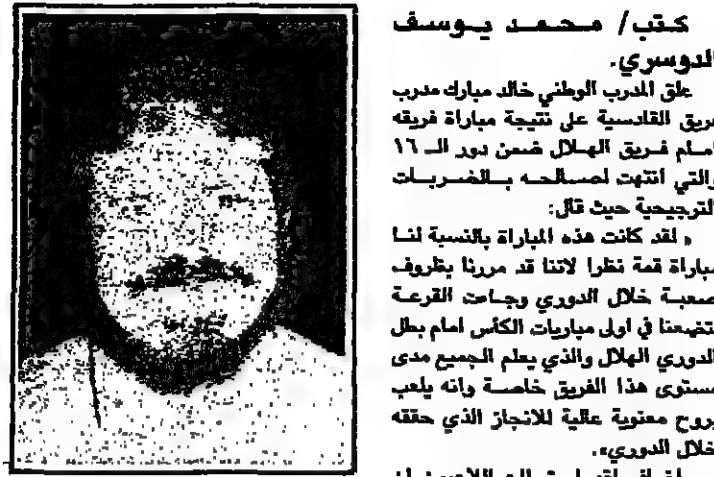 كتب/ محمد يوسف
الدوسري.
علق المدرب الوطني خالد مبارك مدرب
فريق القادسية على نتيجة مباراة فريقه
امام فريق الهلال ضمن دور الـ ١٦
والتي انتهت لصالحه بالضربات
الترجيحية حيث قال:
« لقد كانت هذه المباراة بالنسبة لنا
مباراة قمة نظرا لاننا قد مررنا بظروف
صعبة خلال الدوري وجاءت القرعة
لتضعنا في اولى مباريات الكأس امام بطل
الدوري الهلال والذي يعلم الجميع مدى
مستوى هذا الفريق خاصة وانه يلعب
بروح معنوية عالية للانجاز الذي حققه
خلال الدوري».